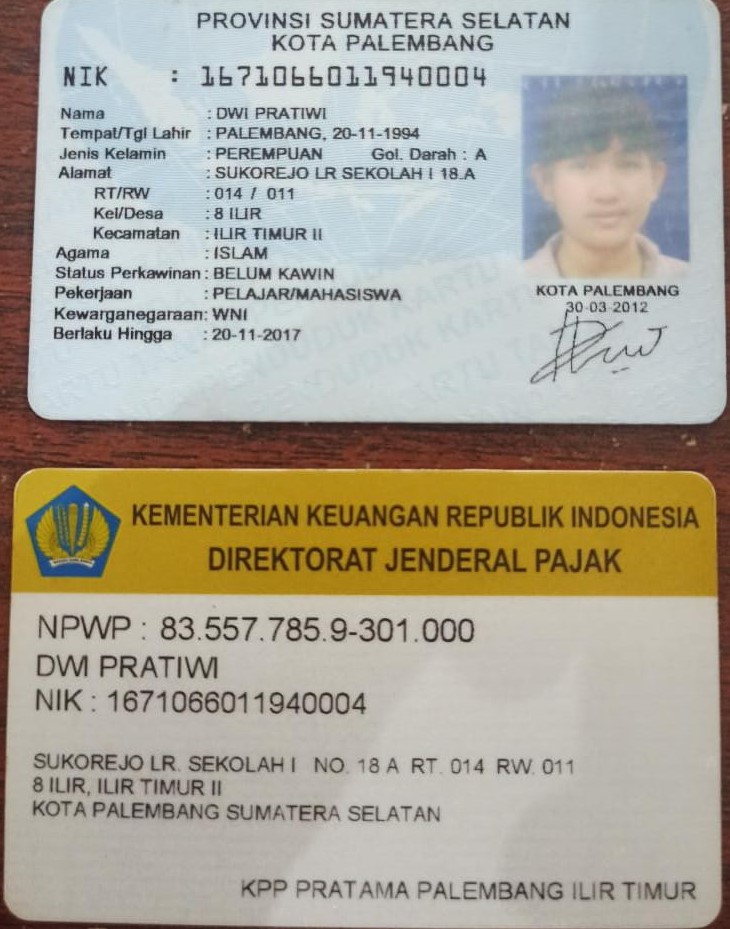 PROVINSI SUMATERA SELATAN
KOTA PALEMBANG
NIK : 1671066011940004
Nama : DWI PRATIWI
Tempat/Tgl Lahir : PALEMBANG, 20-11-1994
Jenis Kelamin : PEREMPUAN Gol. Darah : A
Alamat : SUKOREJO LR SEKOLAH I 18.A
RT/RW : 014 / 011
Kel/Desa : 8 ILIR
Kecamatan : ILIR TIMUR II
Agama : ISLAM
Status Perkawinan : BELUM KAWIN
Pekerjaan : PELAJAR/MAHASISWA
Kewarganegaraan: WNI
Berlaku Hingga : 20-11-2017
KOTA PALEMBANG
30-03-2012
KEMENTERIAN KEUANGAN REPUBLIK INDONESIA
DIREKTORAT JENDERAL PAJAK
NPWP : 83.557.785.9-301.000
DWI PRATIWI
NIK : 1671066011940004
SUKOREJO LR. SEKOLAH I NO. 18 A RT. 014 RW. 011
8 ILIR, ILIR TIMUR II
KOTA PALEMBANG SUMATERA SELATAN
KPP PRATAMA PALEMBANG ILIR TIMUR